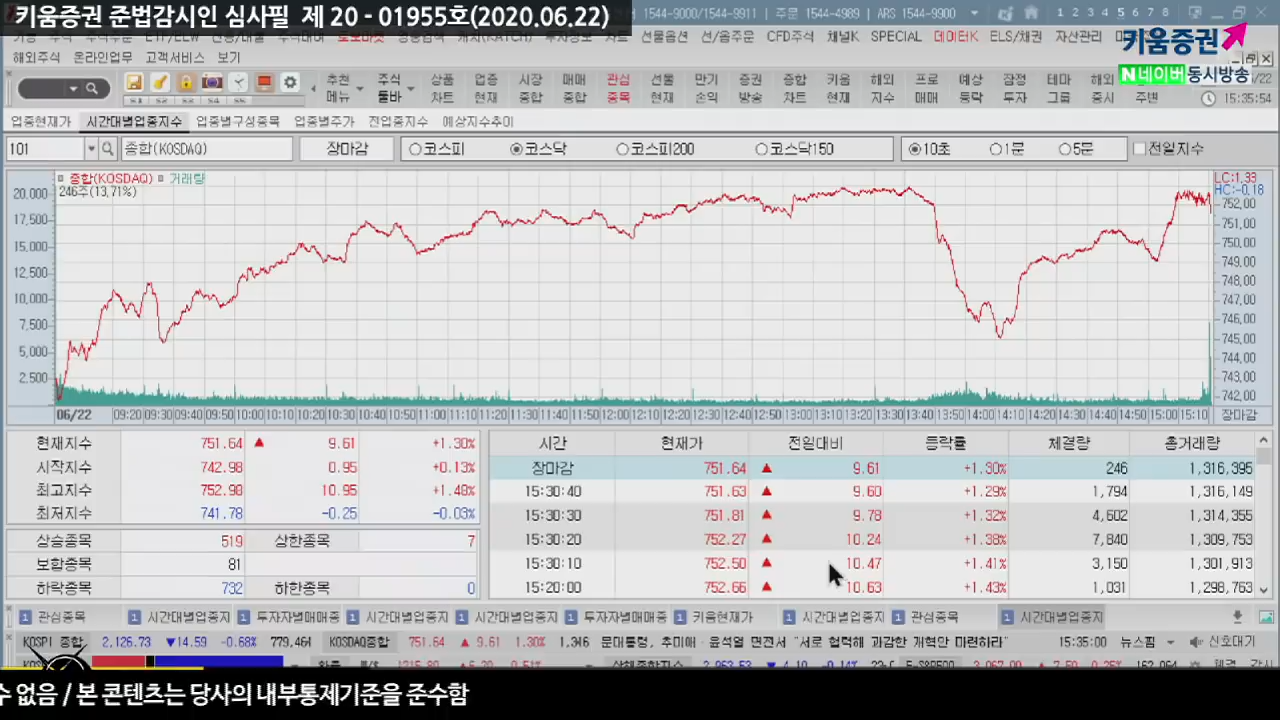 키움증권 준법감시인 심사필 제 20 - 01955호(2020.06.22)
1544-9000/1544-9911 | 주문 1544-4989 | ARS 1544-9900
1 2 3 4 5 6 7 8
선물옵션 선/옵주문 CFD주식 채널K SPECIAL 데이타K ELS/채권 자산관리
키움증권
해외주식 온라인업무 고객서비스 보기
N 네이버 동시방송
추천 주식 상품 업종 시장 매매 관심 선물 만기 증권 종합 키움 해외 프로 예상 잠정 테마 해외
메뉴 툴바 차트 현재 종합 종합 종목 현재 손익 방송 차트 현재 지수 매매 등락 투자 그룹 증시 주변
15:35:54
업종현재가 시간대별업종지수 업종별구성종목 업종별주가 전업종지수 예상지수추이
101 종합(KOSDAQ) 장마감 코스피 코스닥 코스피200 코스닥150 10초 1분 5분 전일지수
종합(KOSDAQ) 거래량
246주(13,71%)
LC:1,33
HC:-0,18
20,000
17,500
15,000
12,500
10,000
7,500
5,000
2,500
752,00
751,00
750,00
749,00
748,00
747,00
746,00
745,00
744,00
743,00
742,00
06/22 09:20 09:30 09:40 09:50 10:00 10:10 10:20 10:30 10:40 10:50 11:00 11:10 11:20 11:30 11:40 11:50 12:00 12:10 12:20 12:30 12:40 12:50 13:00 13:10 13:20 13:30 13:40 13:50 14:00 14:10 14:20 14:30 14:40 14:50 15:00 15:10 장마감
현재지수 751.64 ▲ 9.61 +1.30%
시작지수 742.98 0.95 +0.13%
최고지수 752.98 10.95 +1.48%
최저지수 741.78 -0.25 -0.03%
상승종목 519 상한종목 7
보합종목 81
하락종목 732 하한종목 0
시간 현재가 전일대비 등락률 체결량 총거래량
장마감 751.64 ▲ 9.61 +1.30% 246 1,316,395
15:30:40 751.63 ▲ 9.60 +1.29% 1,794 1,316,149
15:30:30 751.81 ▲ 9.78 +1.32% 4,602 1,314,355
15:30:20 752.27 ▲ 10.24 +1.38% 7,840 1,309,753
15:30:10 752.50 ▲ 10.47 +1.41% 3,150 1,301,913
15:20:00 752.66 ▲ 10.63 +1.43% 1,031 1,298,763
1 관심종목 1 시간대별업종지 1 투자자별매매종 1 시간대별업종지 1 시간대별업종지 1 투자자별매매종 1 키움현재가 1 시간대별업종지 1 관심종목 1 시간대별업종지
KOSPI 종합 2,126.73 ▼14.59 -0.68% 779,461 KOSDAQ종합 751.64 ▲ 9.61 1.30% 1,346 문대통령, 추미애·윤석열 면전서 "서로 협력해 과감한 개혁안 마련하라" 15:35:00 뉴스핌 신호대기
수 없음 / 본 콘텐츠는 당사의 내부통제기준을 준수함